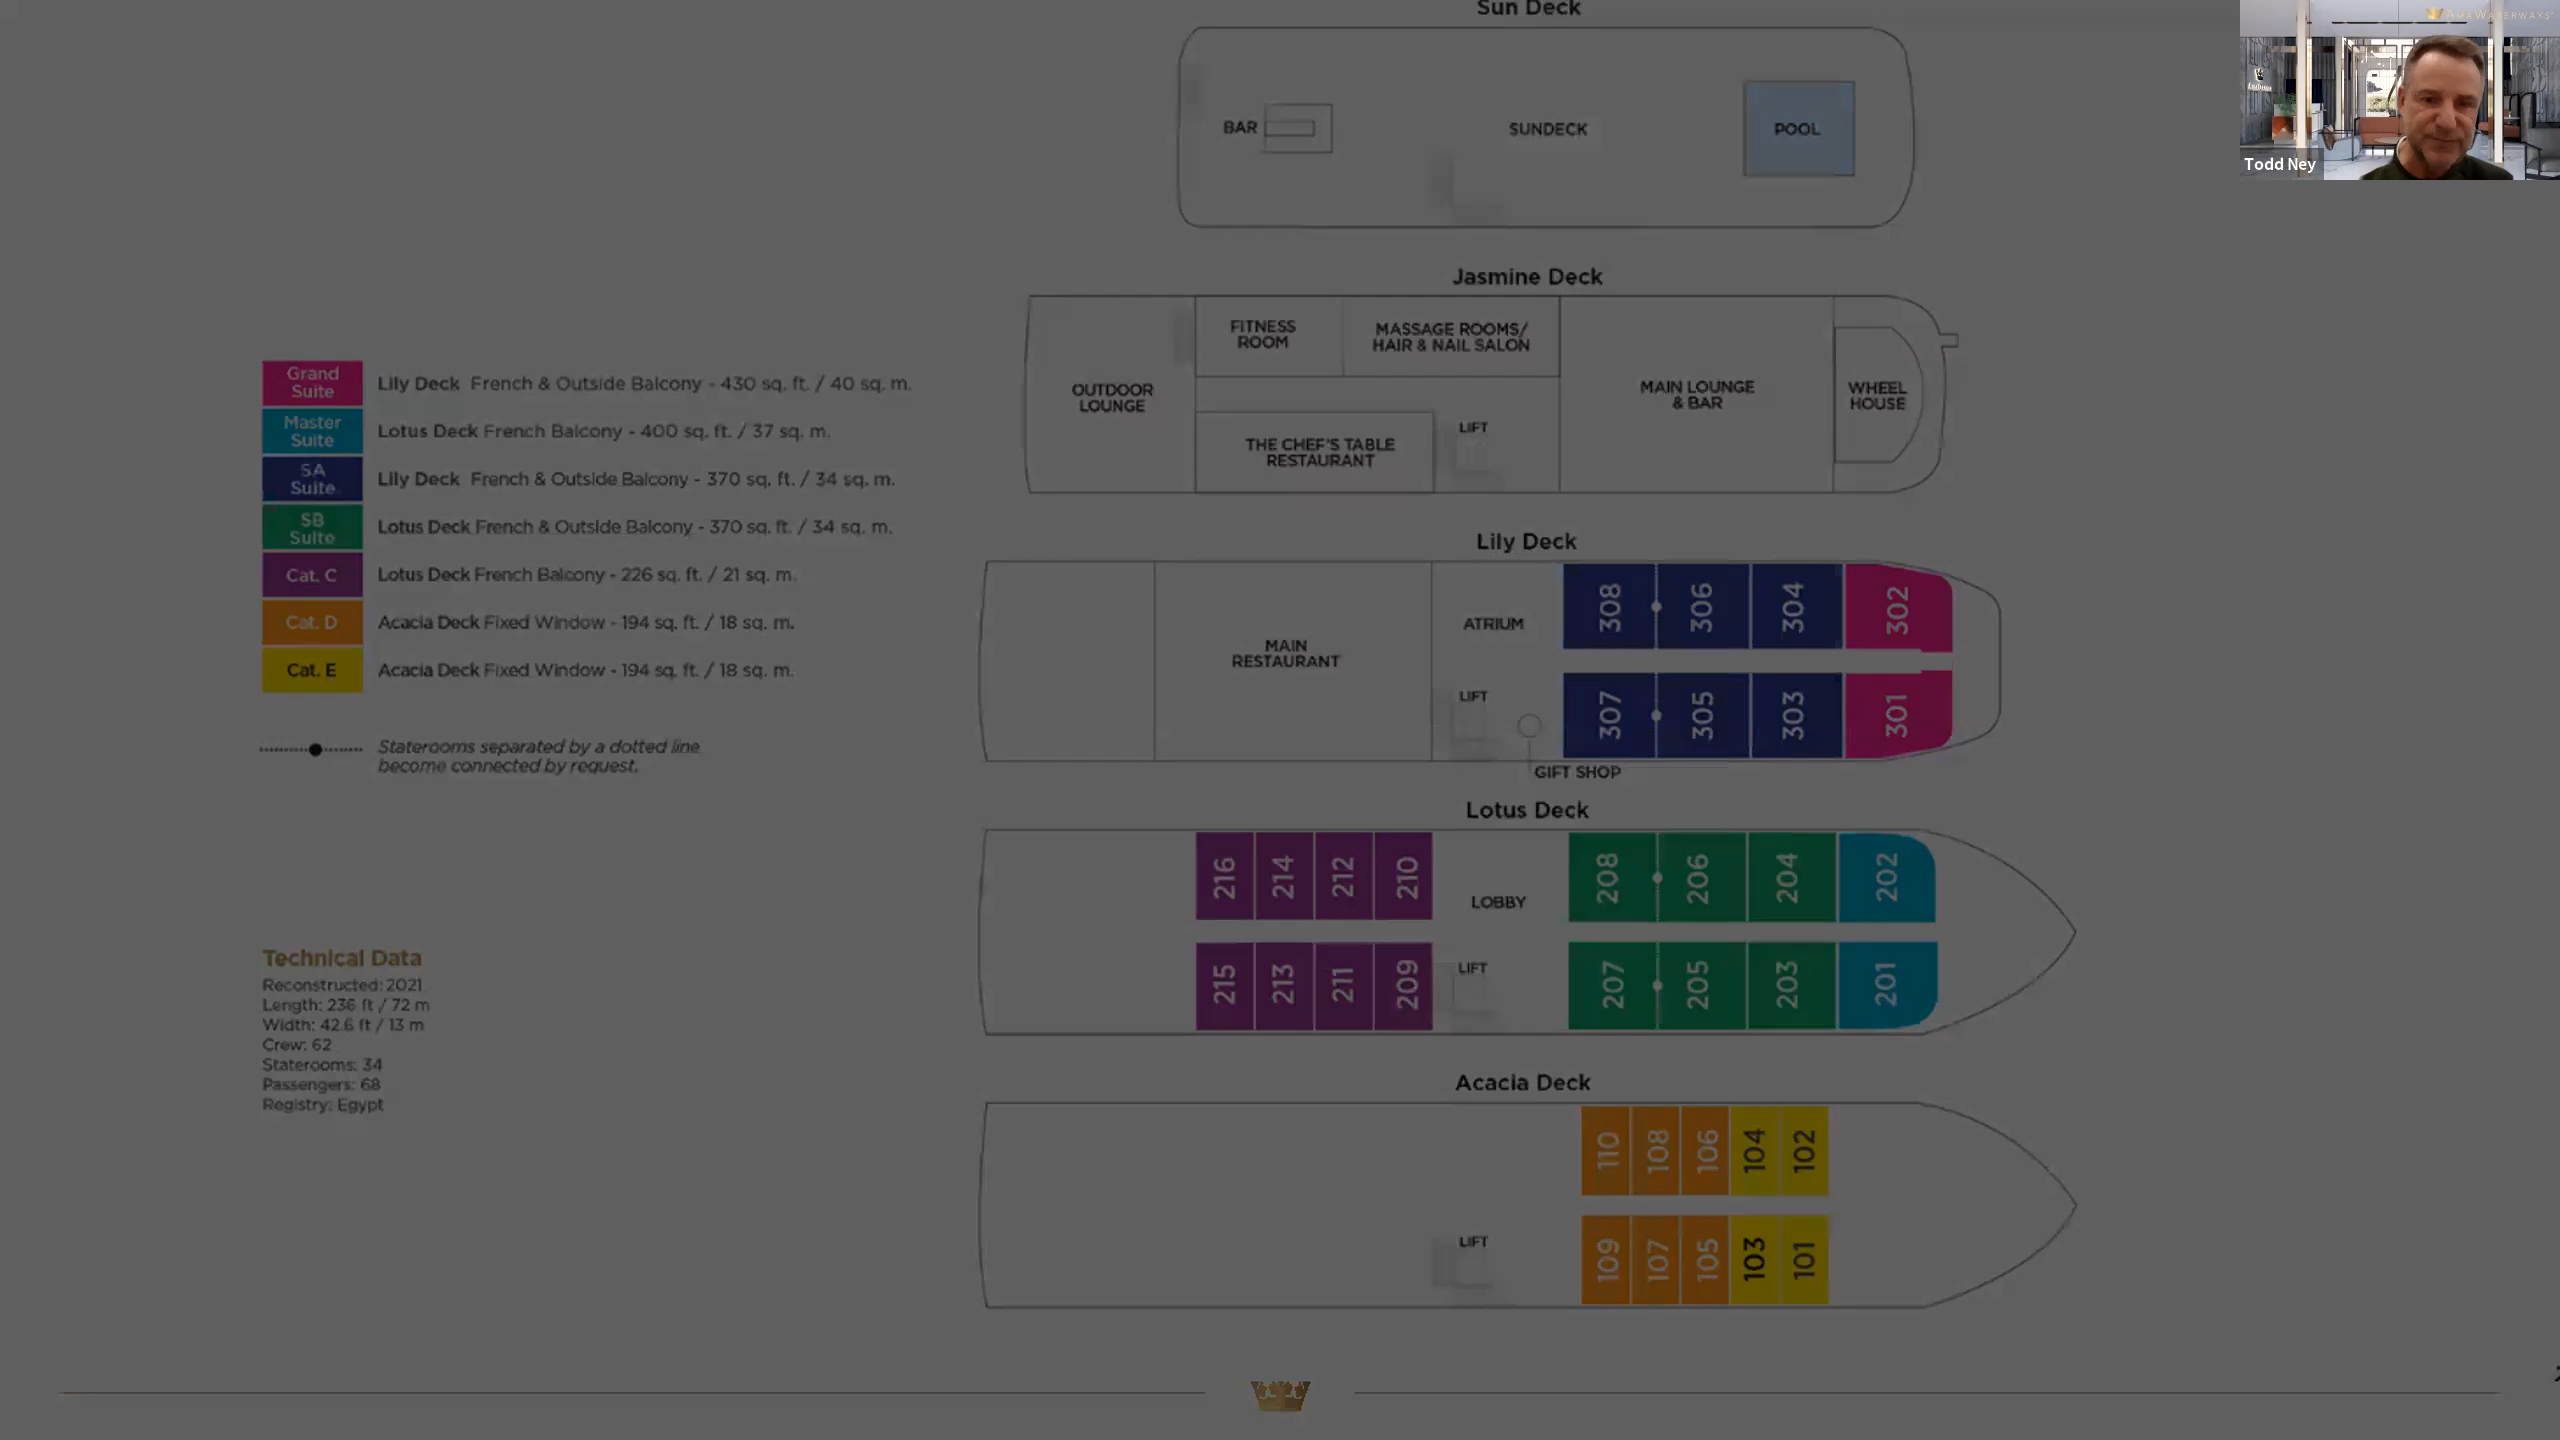 Sun Deck
BAR
SUNDECK
POOL
AMAWATERWAYS
Todd Ney
Jasmine Deck
FITNESS
ROOM
MASSAGE ROOMS/
HAIR & NAIL SALON
OUTDOOR
LOUNGE
THE CHEF'S TABLE
RESTAURANT
LIFT
MAIN LOUNGE
& BAR
WHEEL
HOUSE
Grand
Suite
Lily Deck French & Outside Balcony - 430 sq. ft. / 40 sq. m.
Master
Suite
Lotus Deck French Balcony - 400 sq. ft. / 37 sq. m.
SA
Suite
Lily Deck French & Outside Balcony - 370 sq. ft. / 34 sq. m.
SB
Suite
Lotus Deck French & Outside Balcony - 370 sq. ft. / 34 sq. m.
Cat. C
Lotus Deck French Balcony - 226 sq. ft. / 21 sq. m.
Cat. D
Acacia Deck Fixed Window - 194 sq. ft. / 18 sq. m.
Cat. E
Acacia Deck Fixed Window - 194 sq. ft. / 18 sq. m.
Staterooms separated by a dotted line
become connected by request.
Lily Deck
MAIN
RESTAURANT
ATRIUM
LIFT
GIFT SHOP
308 306 304 302
307 305 303 301
Lotus Deck
216 214 212 210
LOBBY
208 206 204 202
215 213 211 209
LIFT
207 205 203 201
Technical Data
Reconstructed: 2021
Length: 236 ft / 72 m
Width: 42.6 ft / 13 m
Crew: 62
Staterooms: 34
Passengers: 68
Registry: Egypt
Acacia Deck
110 108 106 104 102
LIFT
109 107 105 103 101